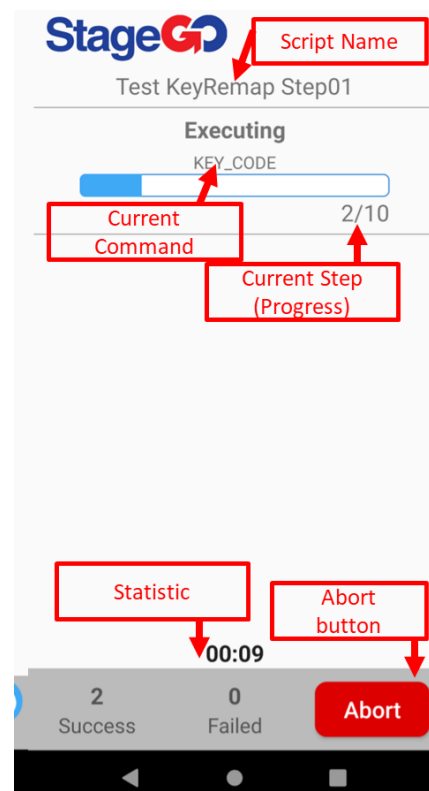 StageGO
Script Name
Test KeyRemap Step01
Executing
KEY_CODE
2/10
Current
Command
Current Step
(Progress)
Statistic
Abort
button
00:09
2
Success
0
Failed
Abort